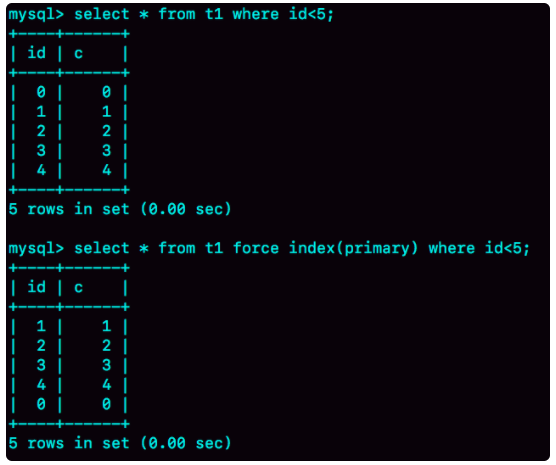 mysql> select * from t1 where id<5;
+----+------+
| id | c    |
+----+------+
|  0 |    0 |
|  1 |    1 |
|  2 |    2 |
|  3 |    3 |
|  4 |    4 |
+----+------+
5 rows in set (0.00 sec)
mysql> select * from t1 force index(primary) where id<5;
+----+------+
| id | c    |
+----+------+
|  1 |    1 |
|  2 |    2 |
|  3 |    3 |
|  4 |    4 |
|  0 |    0 |
+----+------+
5 rows in set (0.00 sec)